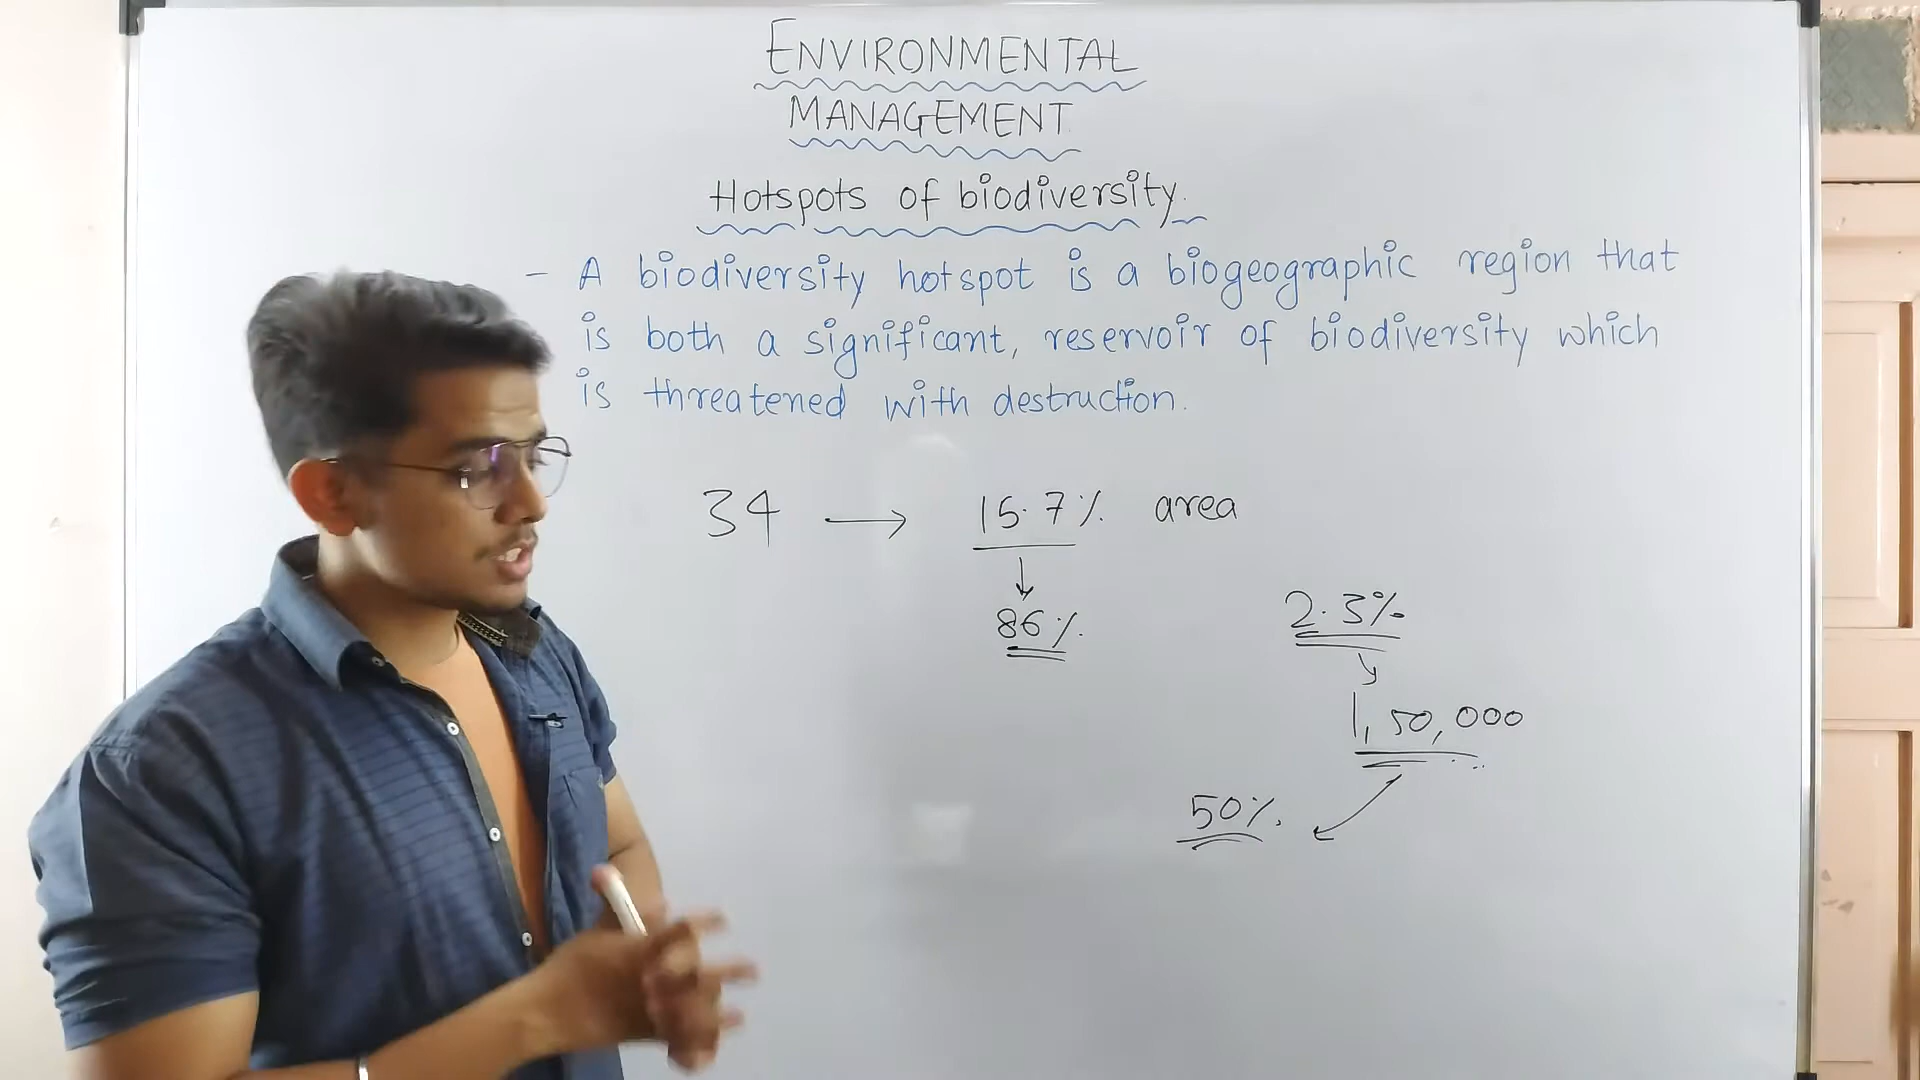 ENVIRONMENTAL
MANAGEMENT
Hotspots of biodiversity.
- A biodiversity hotspot is a biogeographic region that
is both a significant, reservoir of biodiversity which
is threatened with destruction.
34 → 15.7% area
↓
86%
2.3%
↓
1,50,000
50% ↙